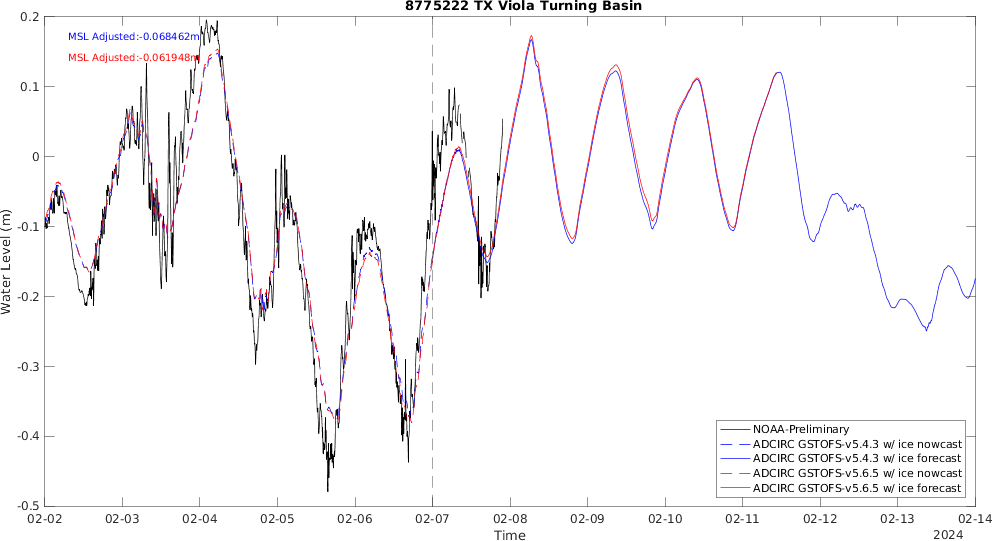 8775222 TX Viola Turning Basin
MSL Adjusted:-0.068462m
MSL Adjusted:-0.061948m
Water Level (m)
0.2
0.1
0
-0.1
-0.2
-0.3
-0.4
-0.5
NOAA-Preliminary
ADCIRC GSTOFS-v5.4.3 w/ ice nowcast
ADCIRC GSTOFS-v5.4.3 w/ ice forecast
ADCIRC GSTOFS-v5.6.5 w/ ice nowcast
ADCIRC GSTOFS-v5.6.5 w/ ice forecast
02-02 02-03 02-04 02-05 02-06 02-07 02-08 02-09 02-10 02-11 02-12 02-13 02-14
Time
2024